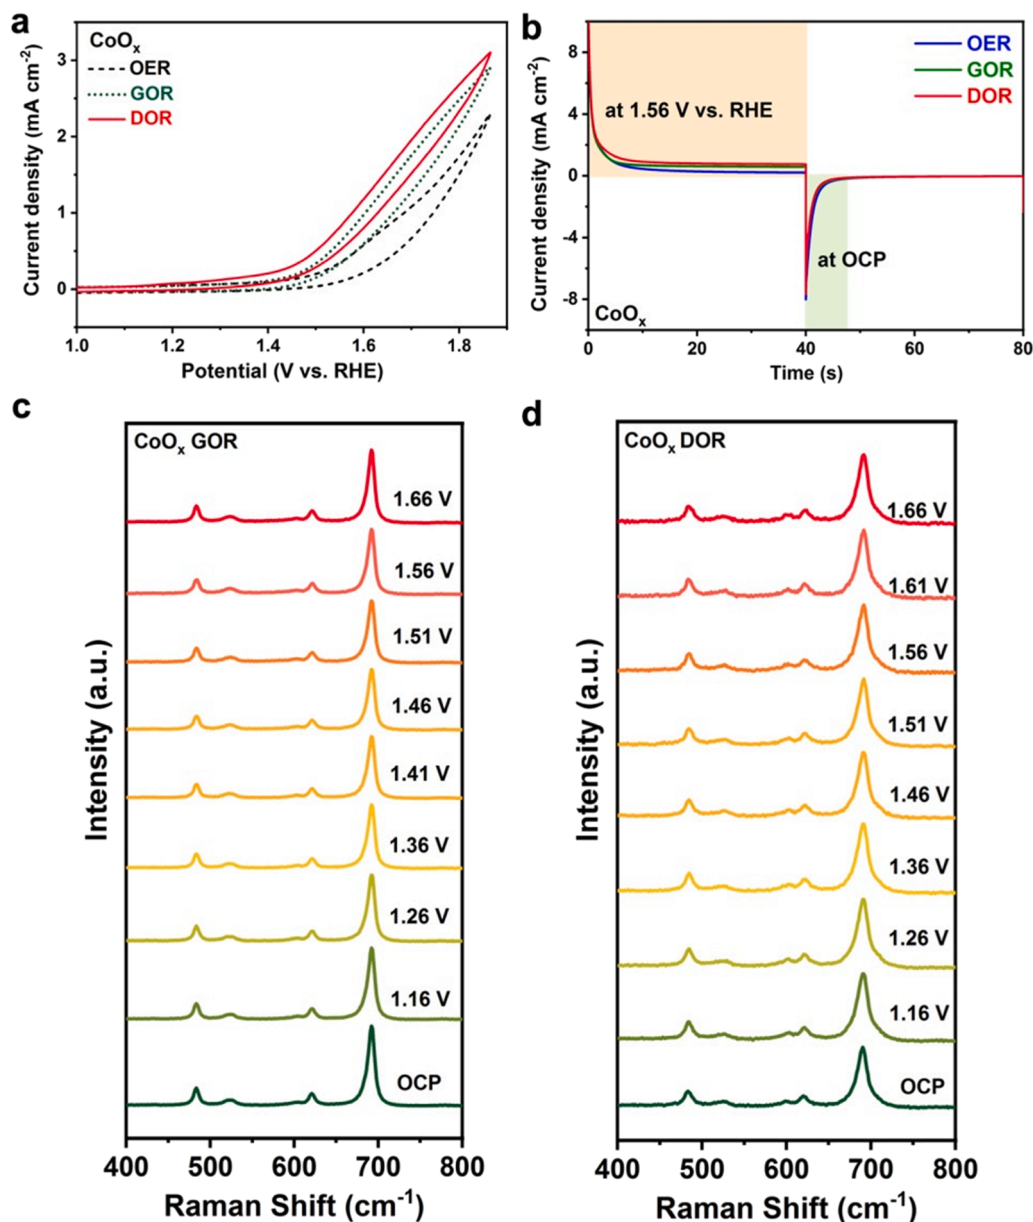 a
CoOx
OER
GOR
DOR
Current density (mA cm-2)
3
2
1
0
1.0 1.2 1.4 1.6 1.8
Potential (V vs. RHE)
b
OER
GOR
DOR
at 1.56 V vs. RHE
at OCP
CoOx
Current density (mA cm-2)
8
4
0
-4
-8
0 20 40 60 80
Time (s)
c
CoOx GOR
1.66 V
1.56 V
1.51 V
1.46 V
1.41 V
1.36 V
1.26 V
1.16 V
OCP
Intensity (a.u.)
400 500 600 700 800
Raman Shift (cm-1)
d
CoOx DOR
1.66 V
1.61 V
1.56 V
1.51 V
1.46 V
1.36 V
1.26 V
1.16 V
OCP
Intensity (a.u.)
400 500 600 700 800
Raman Shift (cm-1)